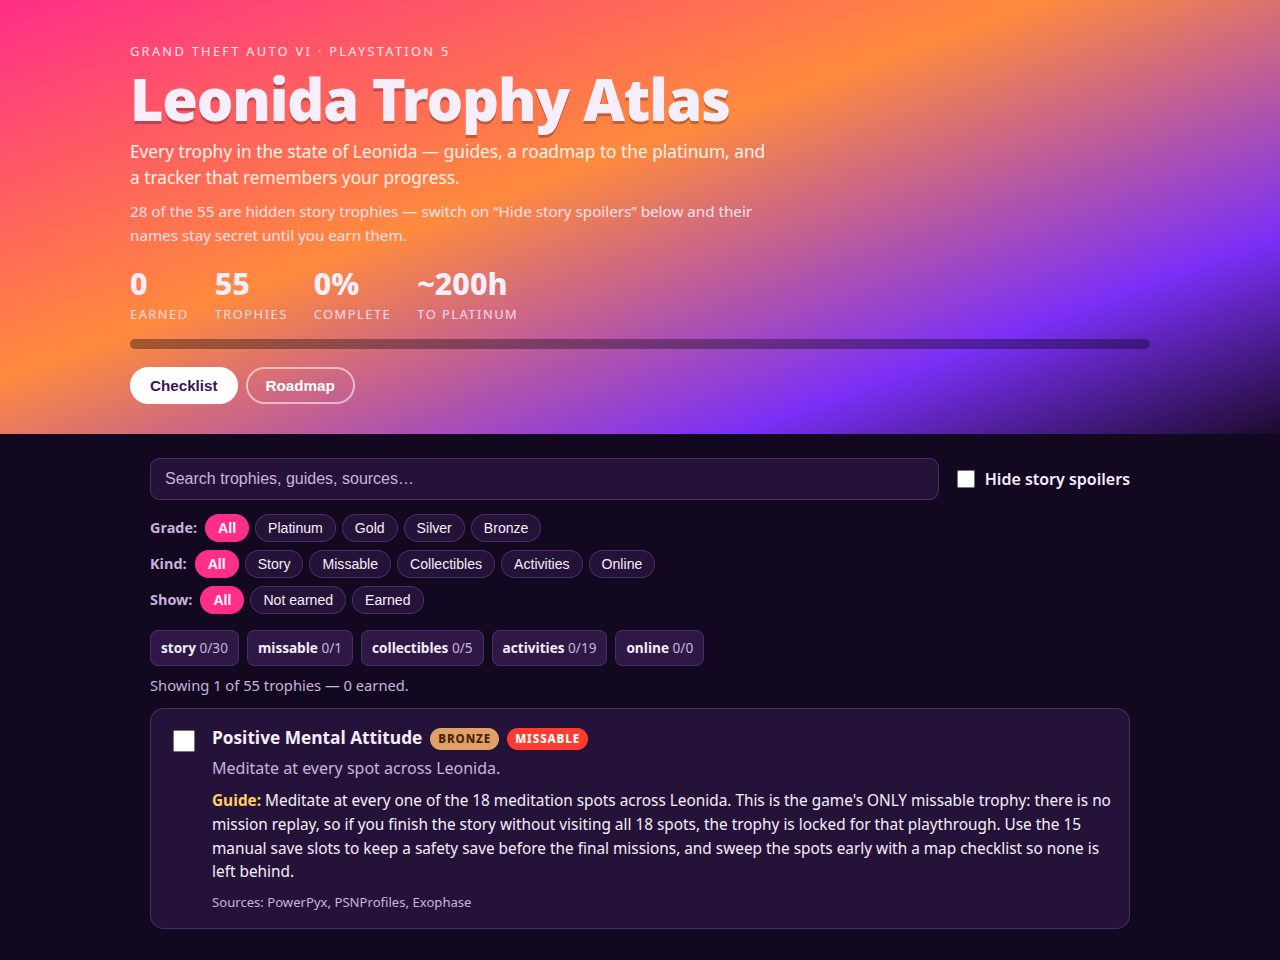 GRAND THEFT AUTO VI · PLAYSTATION 5
Leonida Trophy Atlas
Every trophy in the state of Leonida — guides, a roadmap to the platinum, and
a tracker that remembers your progress.
28 of the 55 are hidden story trophies — switch on “Hide story spoilers” below and their
names stay secret until you earn them.
0 55 0% ~200h
EARNED TROPHIES COMPLETE TO PLATINUM
Checklist Roadmap
Search trophies, guides, sources… Hide story spoilers
Grade: All Platinum Gold Silver Bronze
Kind: All Story Missable Collectibles Activities Online
Show: All Not earned Earned
story 0/30 missable 0/1 collectibles 0/5 activities 0/19 online 0/0
Showing 1 of 55 trophies — 0 earned.
Positive Mental Attitude BRONZE MISSABLE
Meditate at every spot across Leonida.
Guide: Meditate at every one of the 18 meditation spots across Leonida. This is the game's ONLY missable trophy: there is no
mission replay, so if you finish the story without visiting all 18 spots, the trophy is locked for that playthrough. Use the 15
manual save slots to keep a safety save before the final missions, and sweep the spots early with a map checklist so none is
left behind.
Sources: PowerPyx, PSNProfiles, Exophase